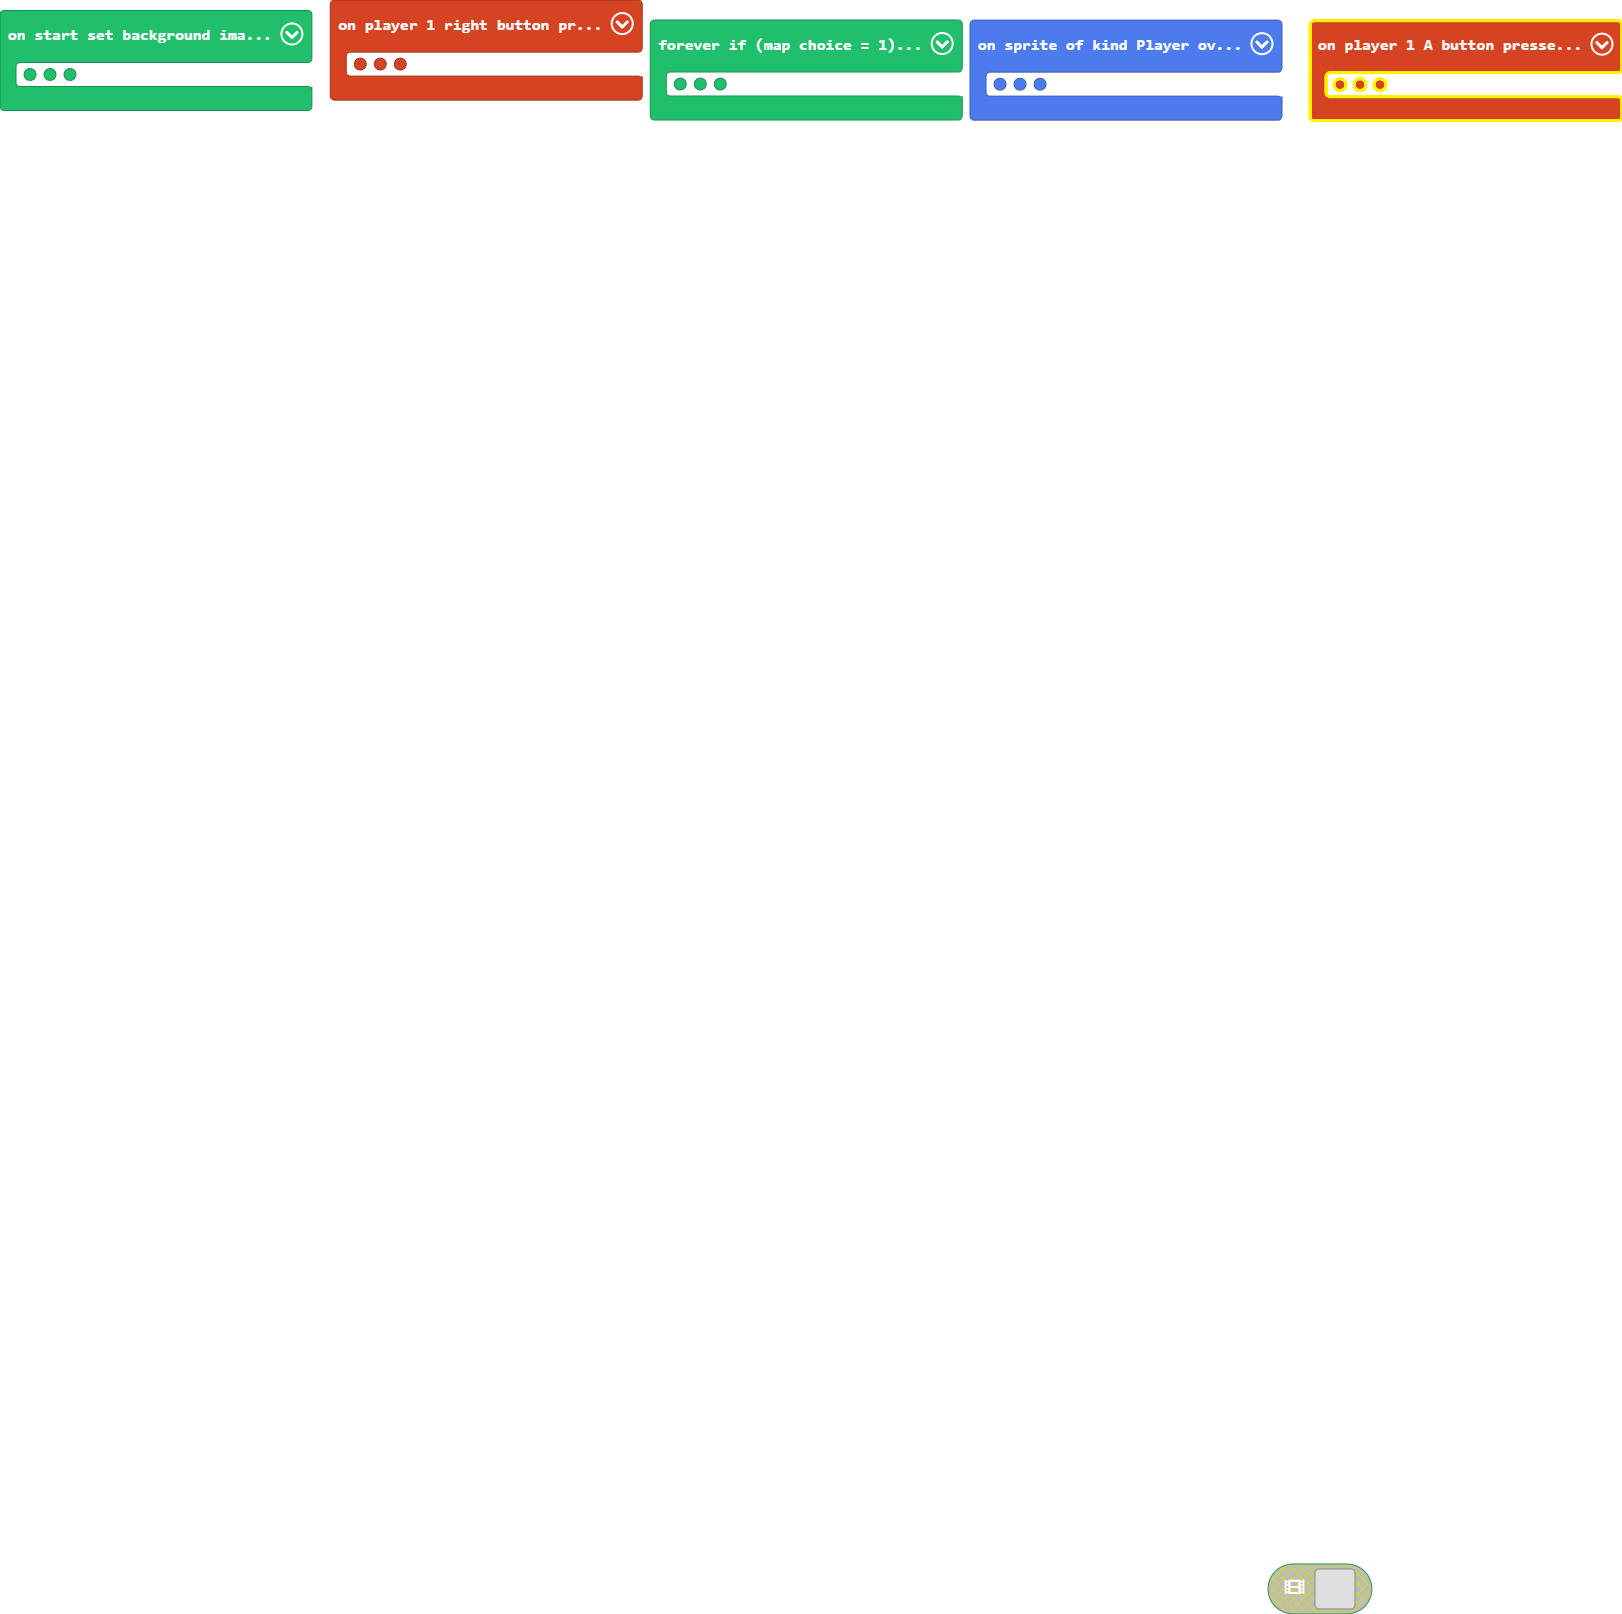 on start set background ima...
on player 1 right button pr...
forever if (map choice = 1)...
on sprite of kind Player ov...
on player 1 A button presse...